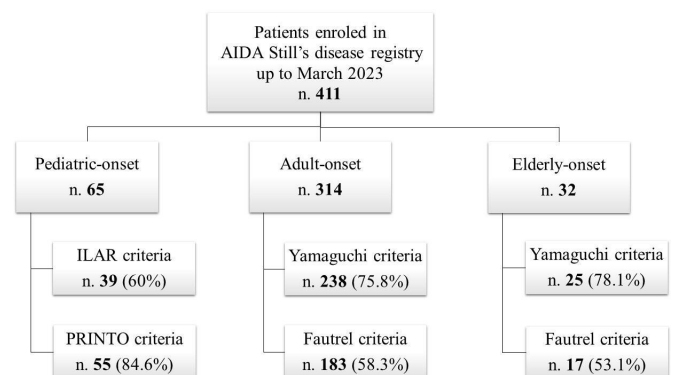 Patients enroled in
AIDA Still's disease registry
up to March 2023
n. 411
Pediatric-onset
n. 65
Adult-onset
n. 314
Elderly-onset
n. 32
ILAR criteria
n. 39 (60%)
Yamaguchi criteria
n. 238 (75.8%)
Yamaguchi criteria
n. 25 (78.1%)
PRINTO criteria
n. 55 (84.6%)
Fautrel criteria
n. 183 (58.3%)
Fautrel criteria
n. 17 (53.1%)